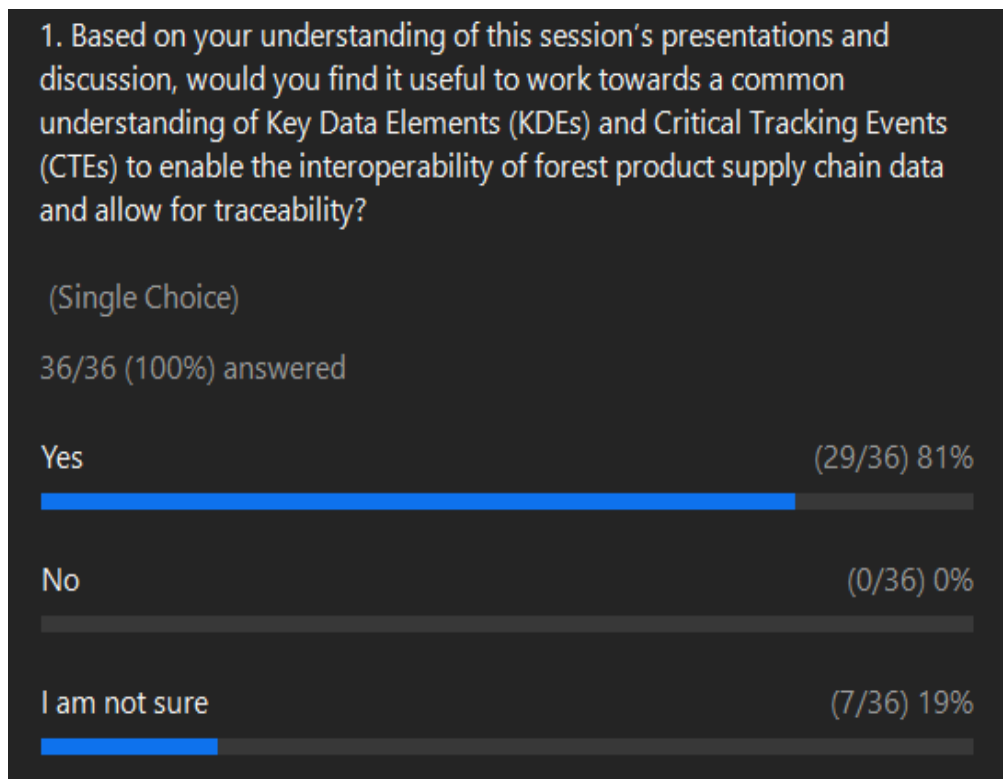 1. Based on your understanding of this session’s presentations and
discussion, would you find it useful to work towards a common
understanding of Key Data Elements (KDEs) and Critical Tracking Events
(CTEs) to enable the interoperability of forest product supply chain data
and allow for traceability?
(Single Choice)
36/36 (100%) answered
Yes (29/36) 81%
No (0/36) 0%
I am not sure (7/36) 19%